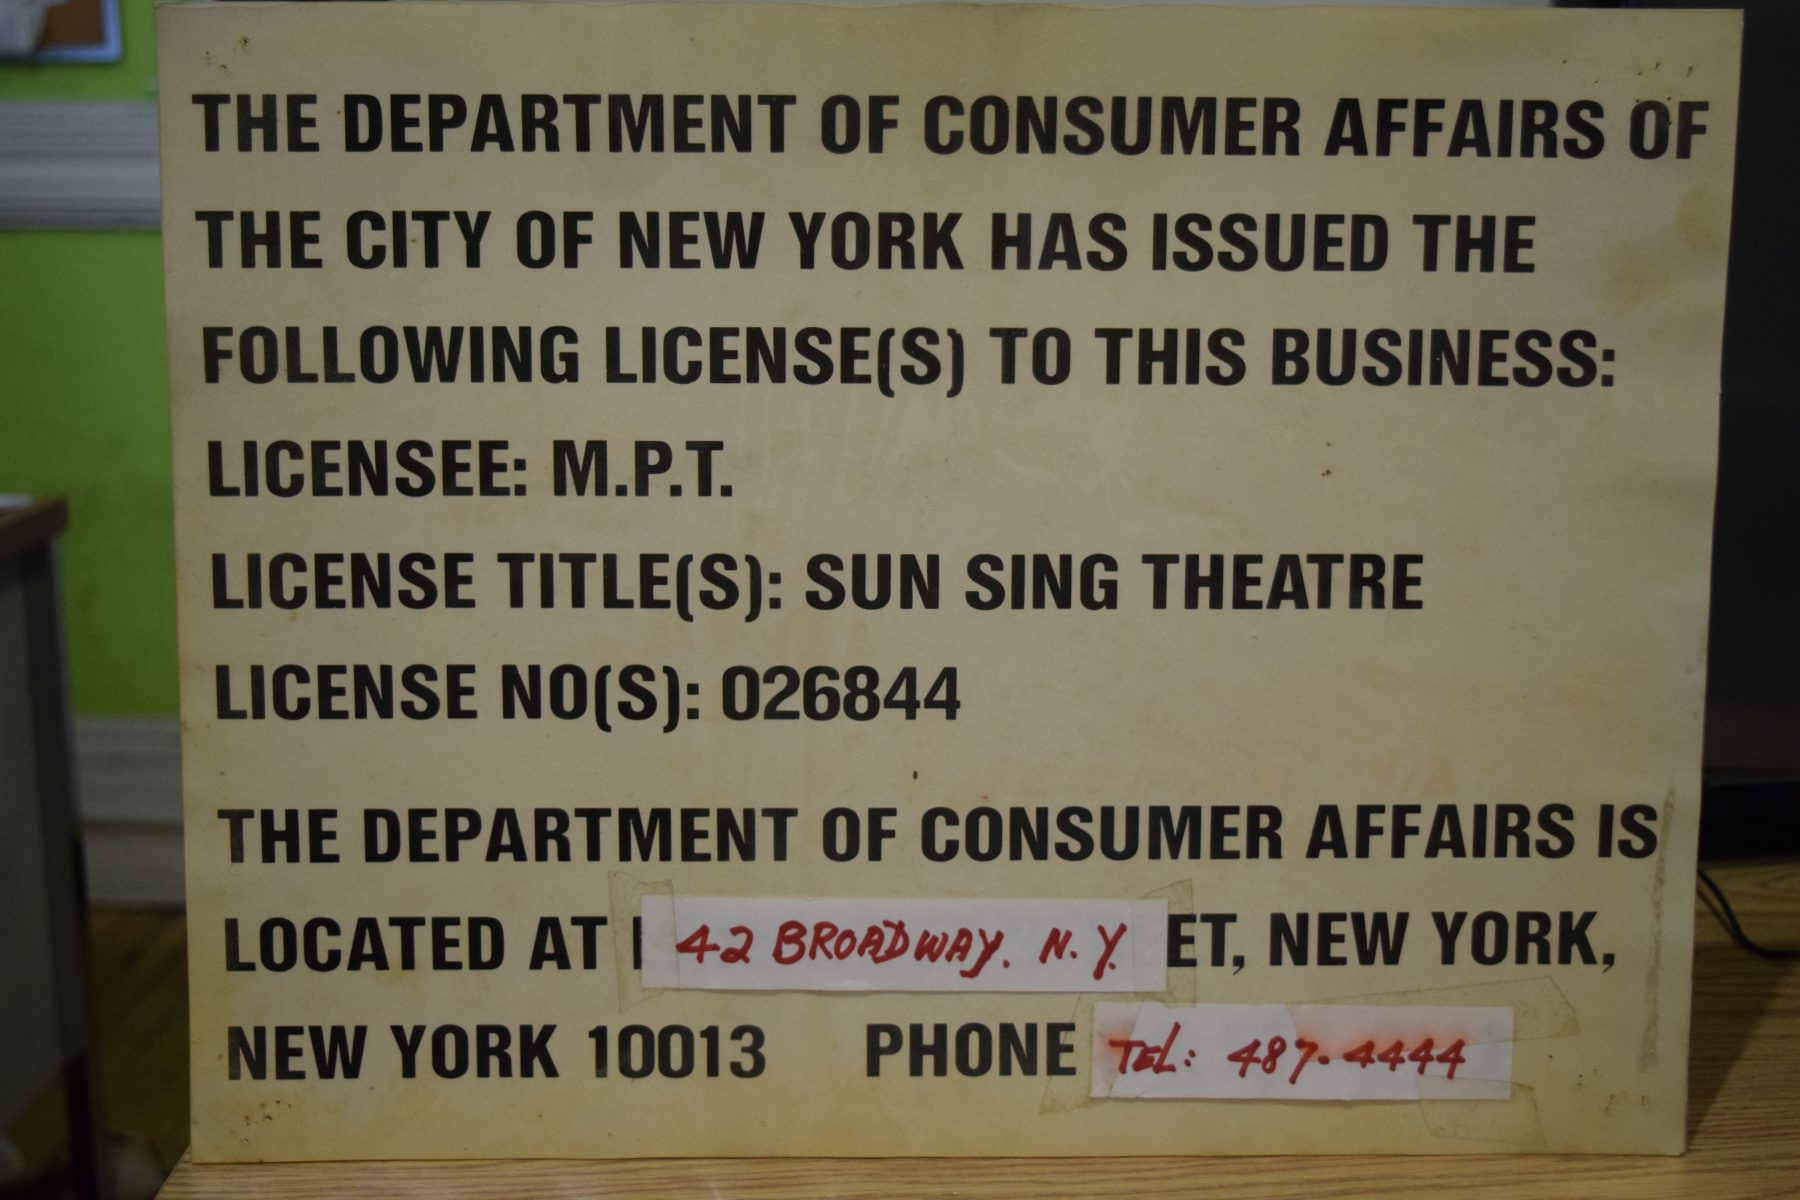 THE DEPARTMENT OF CONSUMER AFFAIRS OF
THE CITY OF NEW YORK HAS ISSUED THE
FOLLOWING LICENSE(S) TO THIS BUSINESS:
LICENSEE: M.P.T.
LICENSE TITLE(S): SUN SING THEATRE
LICENSE NO(S): 026844
THE DEPARTMENT OF CONSUMER AFFAIRS IS
LOCATED AT 42 BROADWAY. N.Y. ET, NEW YORK,
NEW YORK 10013 PHONE TEL: 487-4444